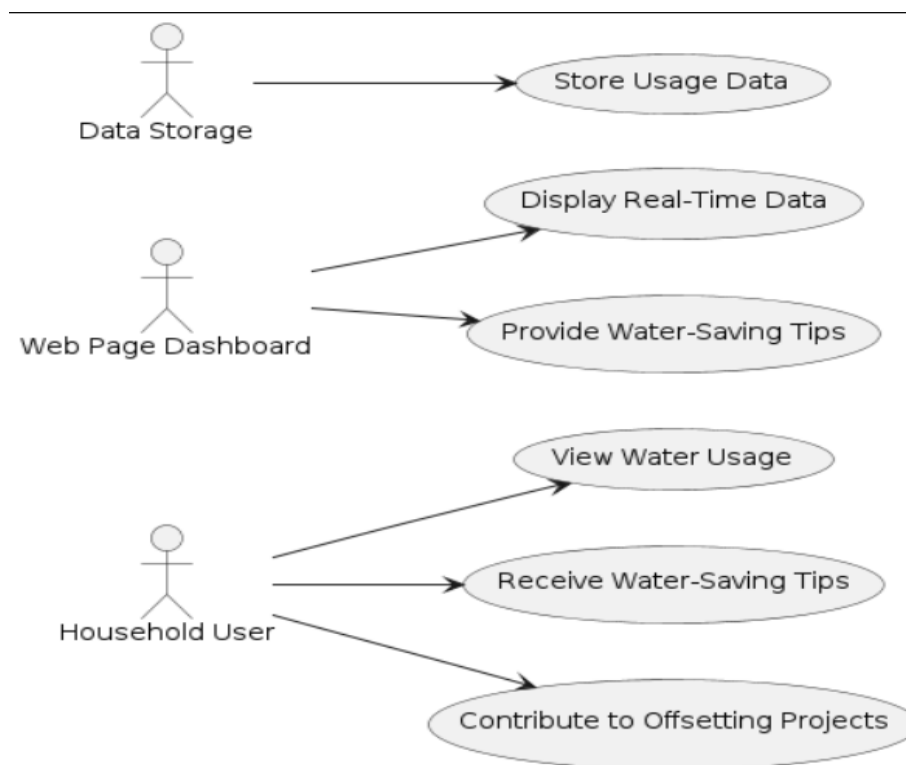 Store Usage Data
Data Storage
Display Real-Time Data
Provide Water-Saving Tips
Web Page Dashboard
View Water Usage
Receive Water-Saving Tips
Household User
Contribute to Offsetting Projects